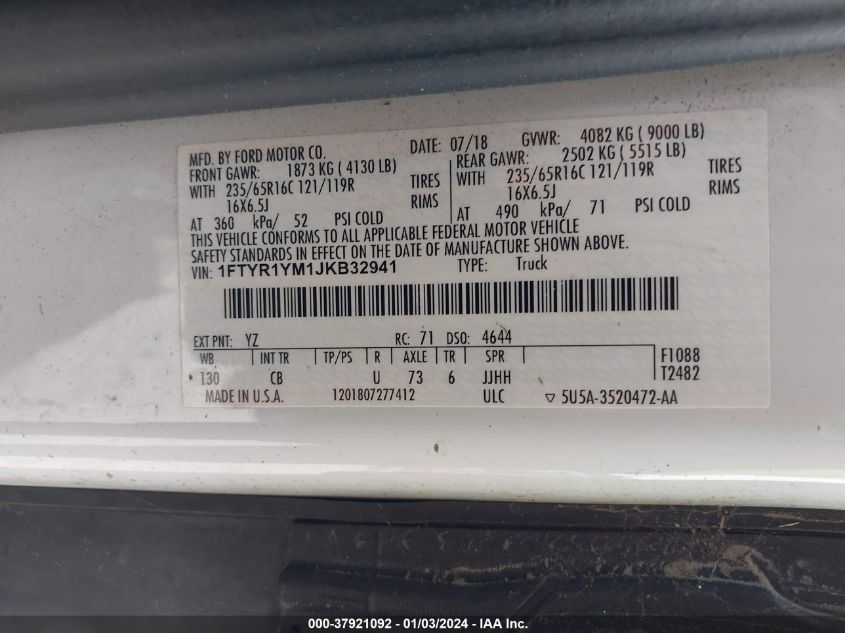 MFD. BY FORD MOTOR CO. DATE: 07/18 GVWR: 4082 KG ( 9000 LB)
FRONT GAWR: 1873 KG ( 4130 LB) REAR GAWR: 2502 KG ( 5515 LB)
WITH 235/65R16C 121/119R TIRES WITH 235/65R16C 121/119R TIRES
16X6.5J RIMS 16X6.5J RIMS
AT 360 kPa/ 52 PSI COLD AT 490 kPa/ 71 PSI COLD
THIS VEHICLE CONFORMS TO ALL APPLICABLE FEDERAL MOTOR VEHICLE
SAFETY STANDARDS IN EFFECT ON THE DATE OF MANUFACTURE SHOWN ABOVE.
VIN: 1FTYR1YM1JKB32941 TYPE: Truck
EXT PNT: YZ RC: 71 DSO: 4644
WB INT TR TP/PS R AXLE TR SPR F1088
130 CB U 73 6 JJHH T2482
MADE IN U.S.A. 1201807277412 ULC ▽ 5U5A-3520472-AA
000-37921092 - 01/03/2024 - IAA Inc.